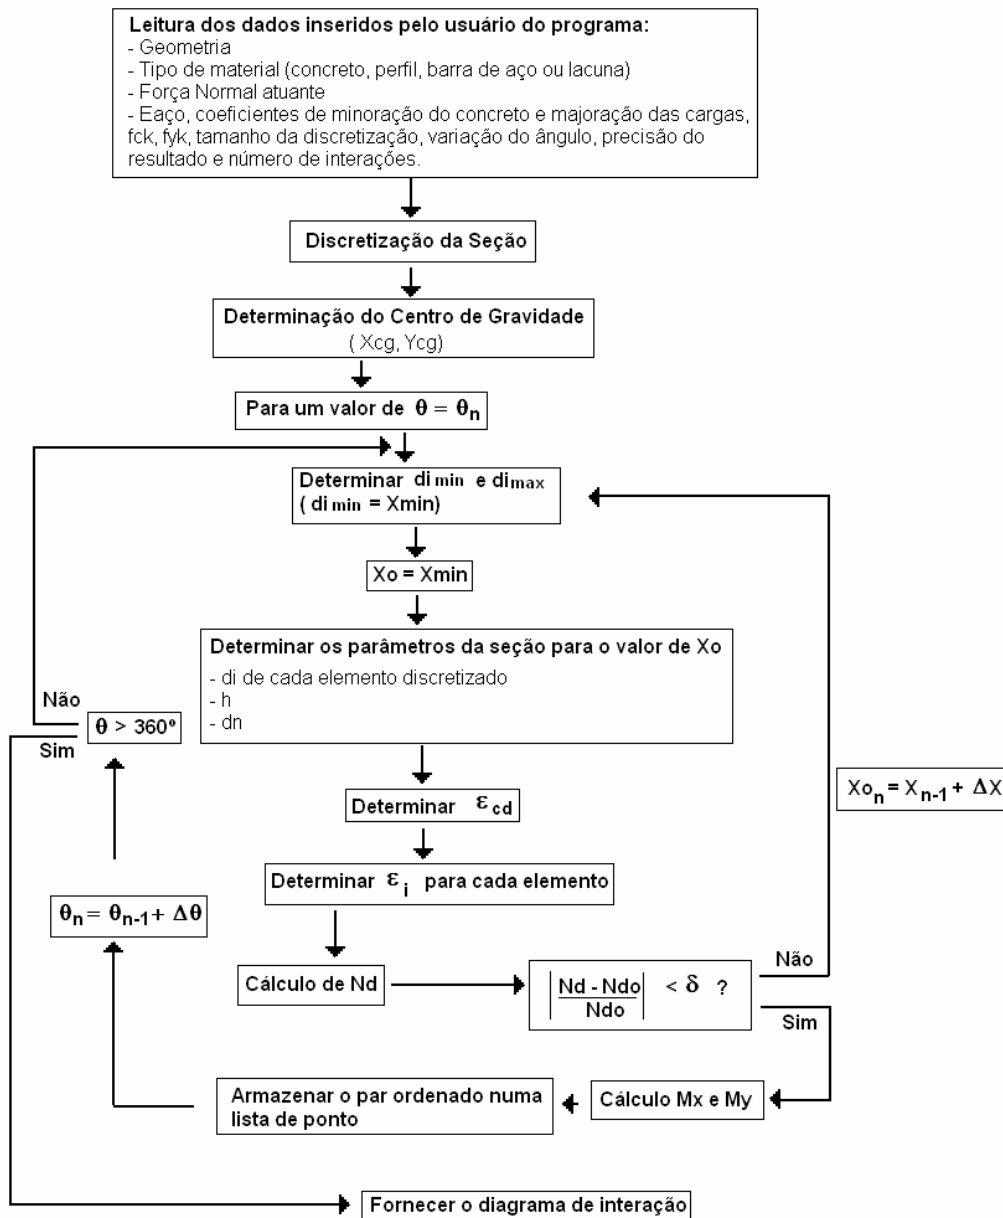 Leitura dos dados inseridos pelo usuário do programa:
- Geometria
- Tipo de material (concreto, perfil, barra de aço ou lacuna)
- Força Normal atuante
- Eaço, coeficientes de minoração do concreto e majoração das cargas,
fck, fyk, tamanho da discretização, variação do ângulo, precisão do
resultado e número de interações.
Discretização da Seção
Determinação do Centro de Gravidade
( Xcg, Ycg)
Para um valor de θ = θn
Determinar di min e di max
( di min = Xmin)
Xo = Xmin
Determinar os parâmetros da seção para o valor de Xo
- di de cada elemento discretizado
- h
- dn
Não
θ > 360º
Sim
Xo n = X n-1 + ΔX
Determinar ε cd
Determinar ε i para cada elemento
θn = θn-1 + Δθ
Cálculo de Nd
| Nd - Ndo / Ndo | < δ ?
Não
Sim
Armazenar o par ordenado numa
lista de ponto
Cálculo Mx e My
Fornecer o diagrama de interação